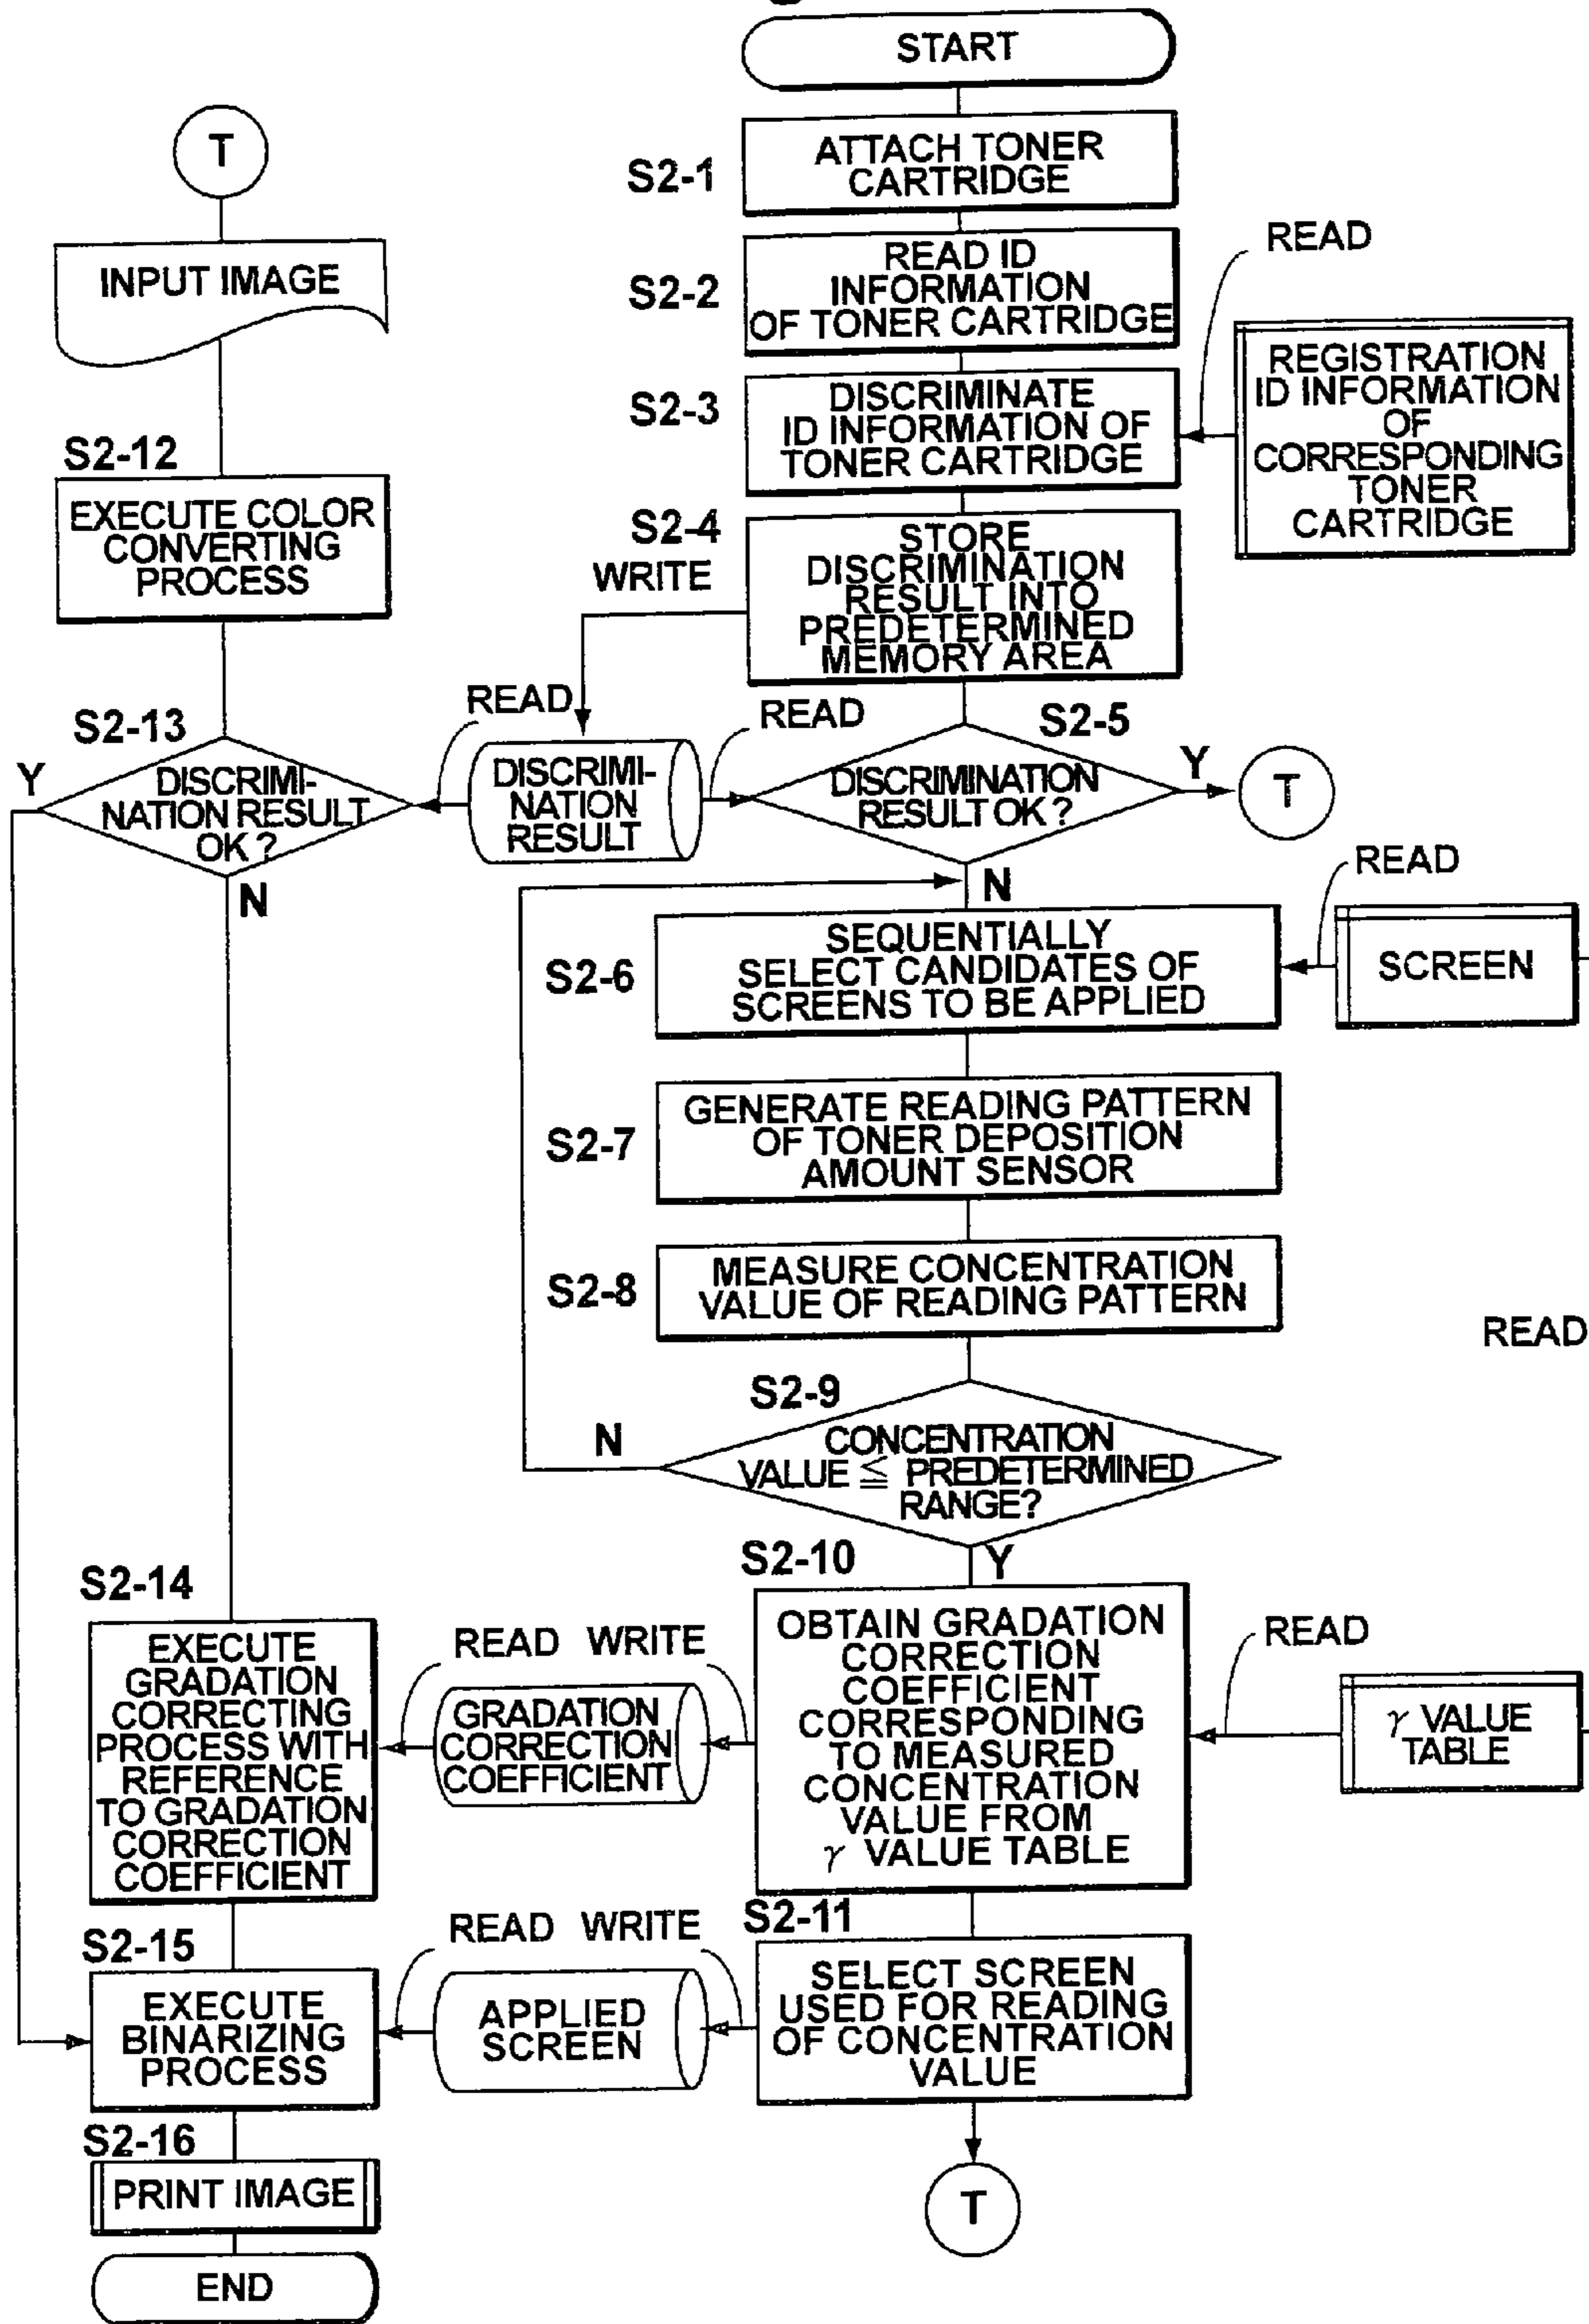 START
S2-1
ATTACH TONER
CARTRIDGE
S2-2
READ ID
INFORMATION
OF TONER CARTRIDGE
READ
S2-3
DISCRIMINATE
ID INFORMATION OF
TONER CARTRIDGE
REGISTRATION
ID INFORMATION
OF
CORRESPONDING
TONER
CARTRIDGE
S2-4
WRITE
STORE
DISCRIMINATION
RESULT INTO
PREDETERMINED
MEMORY AREA
READ
DISCRIMI-
NATION
RESULT
READ
S2-5
DISCRIMINATION
RESULT OK ?
Y
T
N
READ
S2-6
SEQUENTIALLY
SELECT CANDIDATES OF
SCREENS TO BE APPLIED
SCREEN
S2-7
GENERATE READING PATTERN
OF TONER DEPOSITION
AMOUNT SENSOR
S2-8
MEASURE CONCENTRATION
VALUE OF READING PATTERN
READ
S2-9
N
CONCENTRATION
VALUE ≦ PREDETERMINED
RANGE?
Y
S2-10
OBTAIN GRADATION
CORRECTION
COEFFICIENT
CORRESPONDING
TO MEASURED
CONCENTRATION
VALUE FROM
γ VALUE TABLE
READ
γ VALUE
TABLE
READ WRITE
GRADATION
CORRECTION
COEFFICIENT
S2-11
SELECT SCREEN
USED FOR READING
OF CONCENTRATION
VALUE
READ WRITE
APPLIED
SCREEN
T
T
INPUT IMAGE
S2-12
EXECUTE COLOR
CONVERTING
PROCESS
S2-13
Y
DISCRIMI-
NATION RESULT
OK ?
N
S2-14
EXECUTE
GRADATION
CORRECTING
PROCESS WITH
REFERENCE
TO GRADATION
CORRECTION
COEFFICIENT
S2-15
EXECUTE
BINARIZING
PROCESS
S2-16
PRINT IMAGE
END